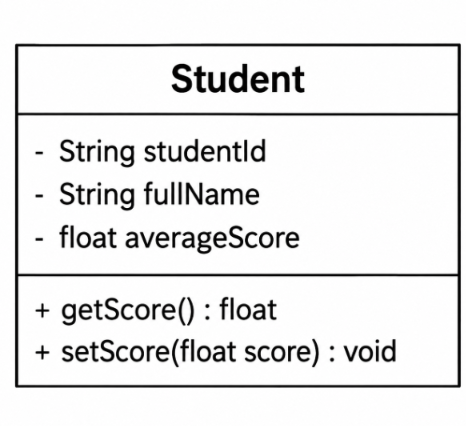 Student
- String studentId
- String fullName
- float averageScore
+ getScore() : float
+ setScore(float score) : void